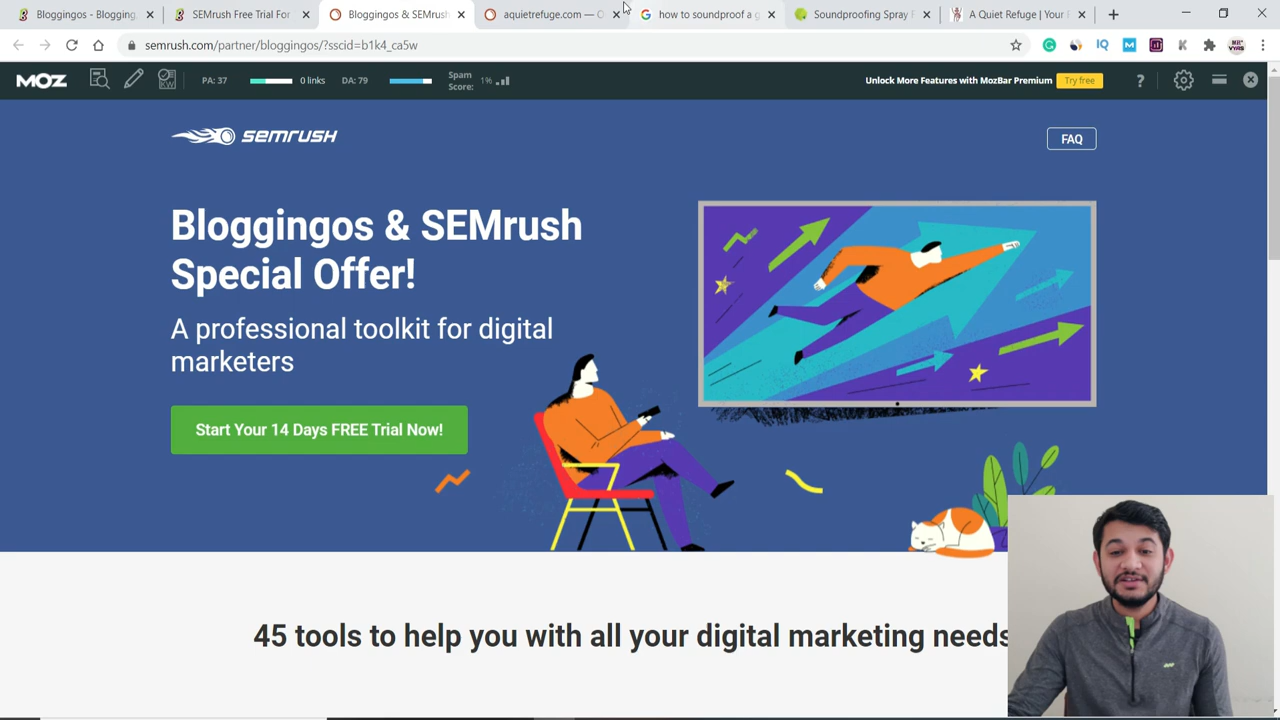 Bloggingos - Blogging
SEMrush Free Trial For
Bloggingos & SEMrush
aquietrefuge.com — O
how to soundproof a g
Soundproofing Spray F
A Quiet Refuge | Your
semrush.com/partner/bloggingos/?sscid=b1k4_ca5w
MOZ
PA: 37
0 links
DA: 79
Spam Score: 1%
Unlock More Features with MozBar Premium
Try free
semrush
FAQ
Bloggingos & SEMrush
Special Offer!
A professional toolkit for digital
marketers
Start Your 14 Days FREE Trial Now!
45 tools to help you with all your digital marketing needs